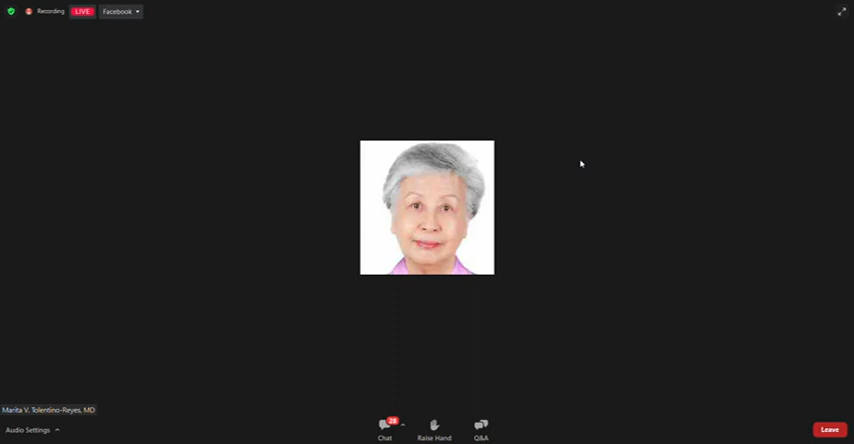 Recording LIVE Facebook
Marita V. Tolentino-Reyes, MD
28
Audio Settings Chat Raise Hand Q&A Leave